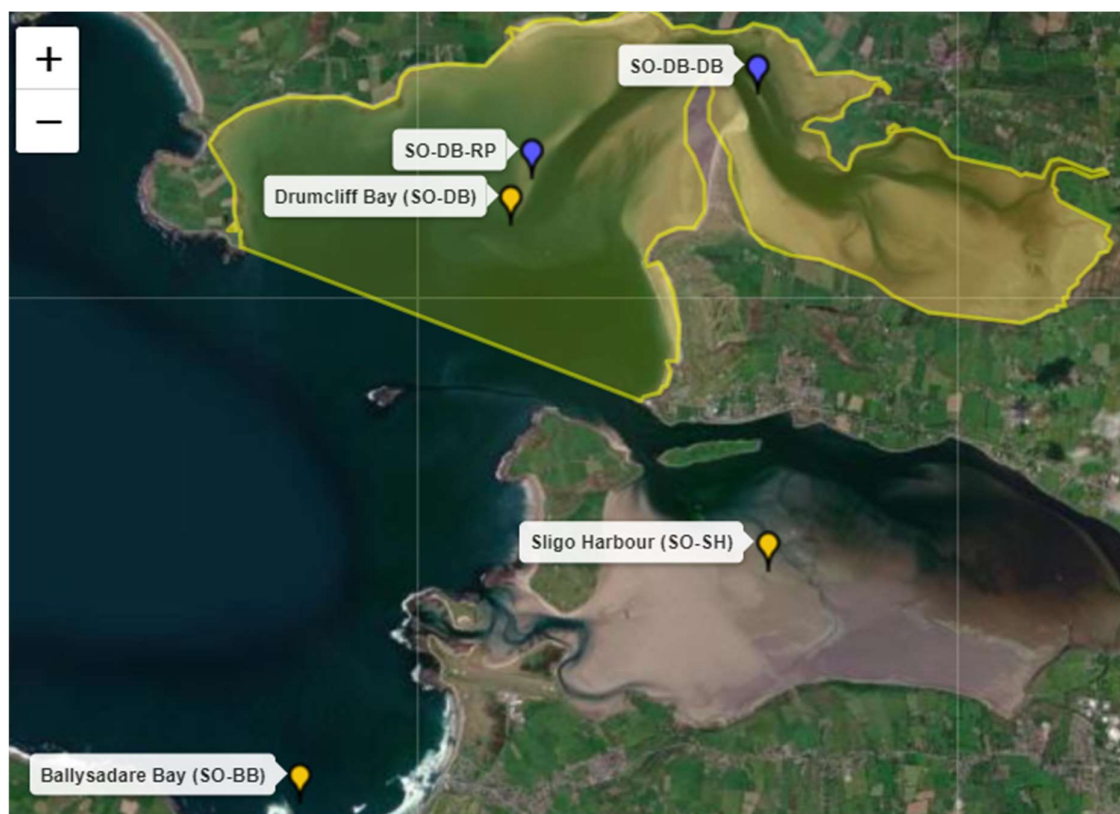 +
−
SO-DB-DB
SO-DB-RP
Drumcliff Bay (SO-DB)
Sligo Harbour (SO-SH)
Ballysadare Bay (SO-BB)